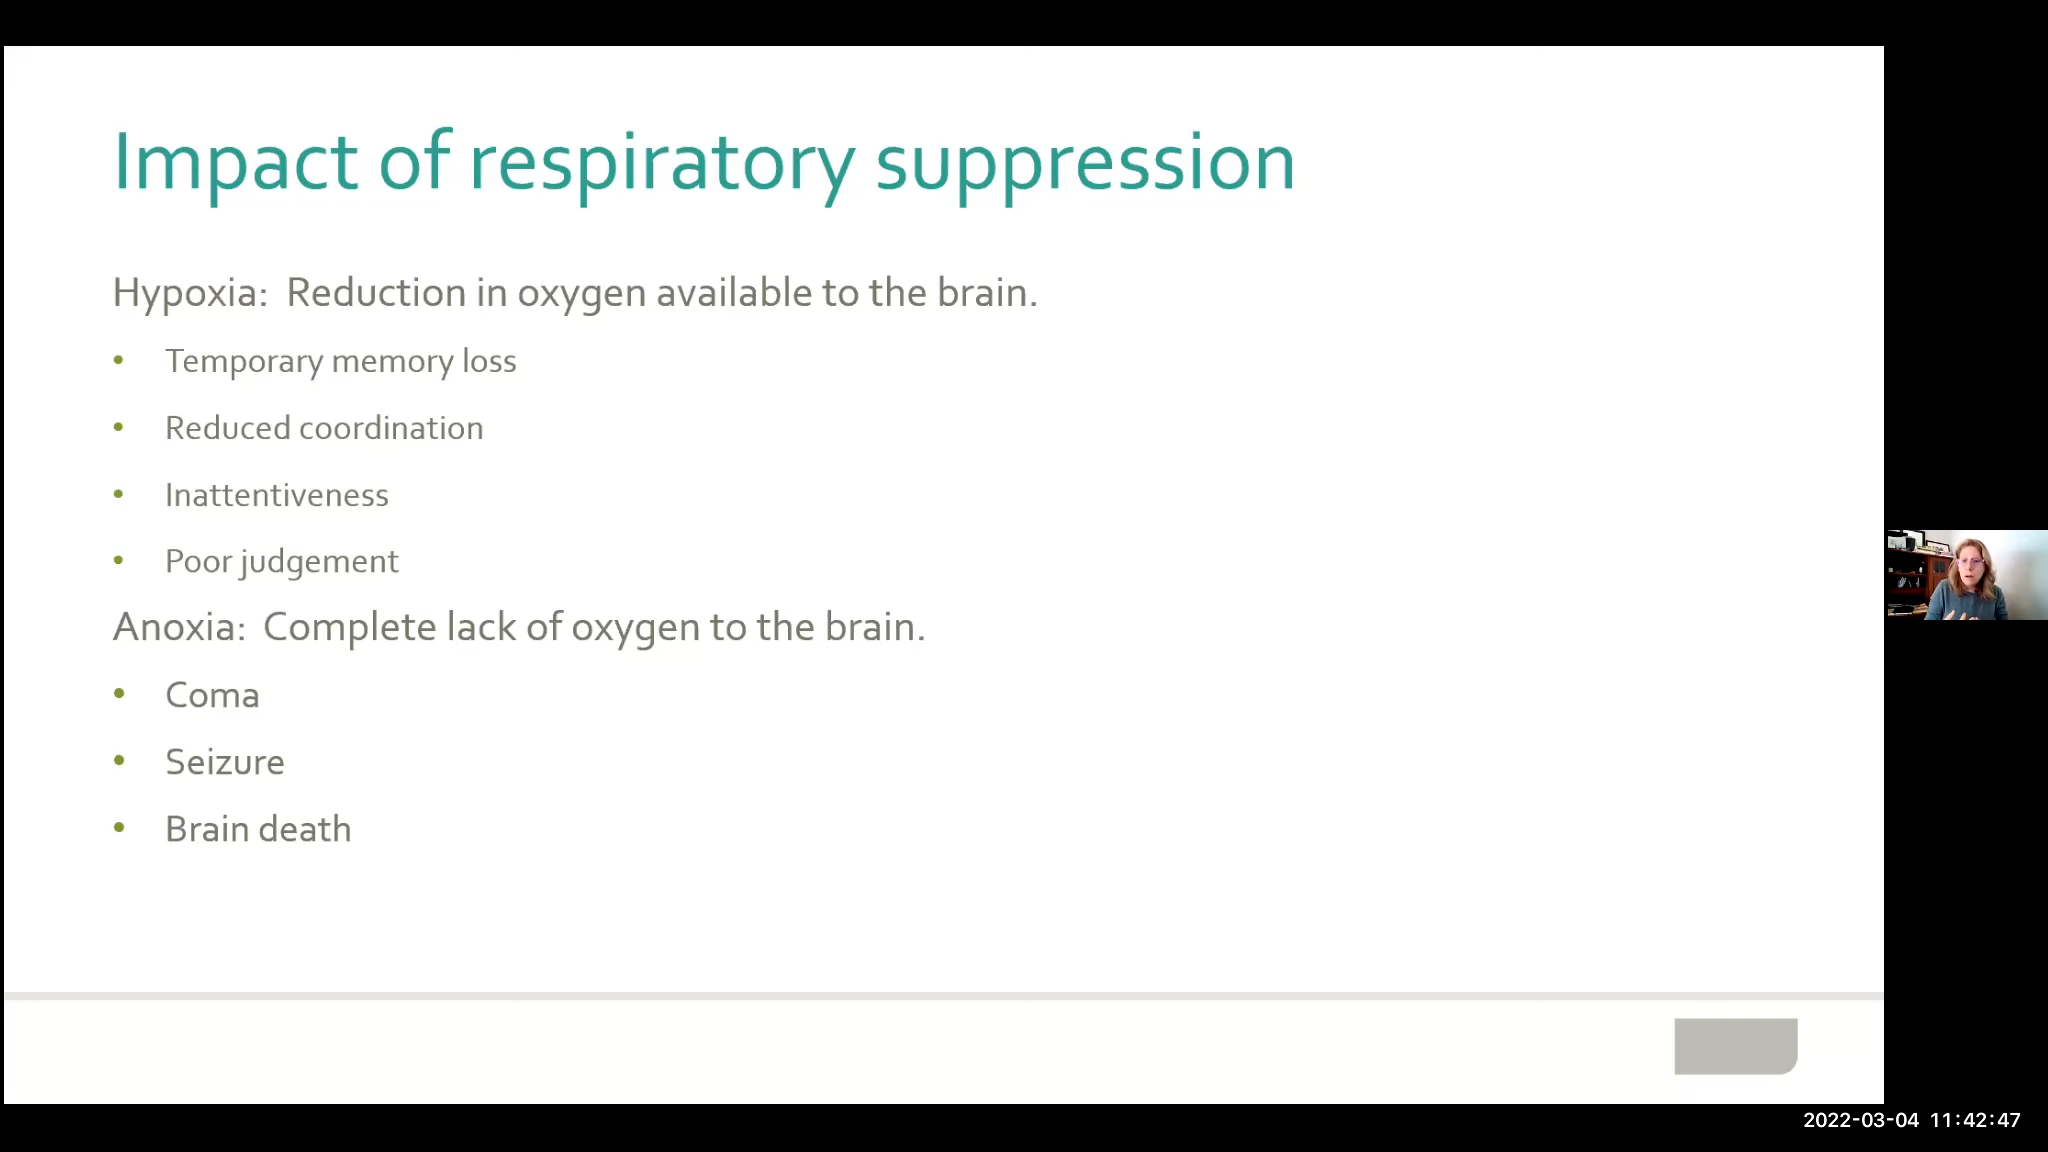 Impact of respiratory suppression
Hypoxia:  Reduction in oxygen available to the brain.
• Temporary memory loss
• Reduced coordination
• Inattentiveness
• Poor judgement
Anoxia:  Complete lack of oxygen to the brain.
• Coma
• Seizure
• Brain death
2022-03-04 11:42:47